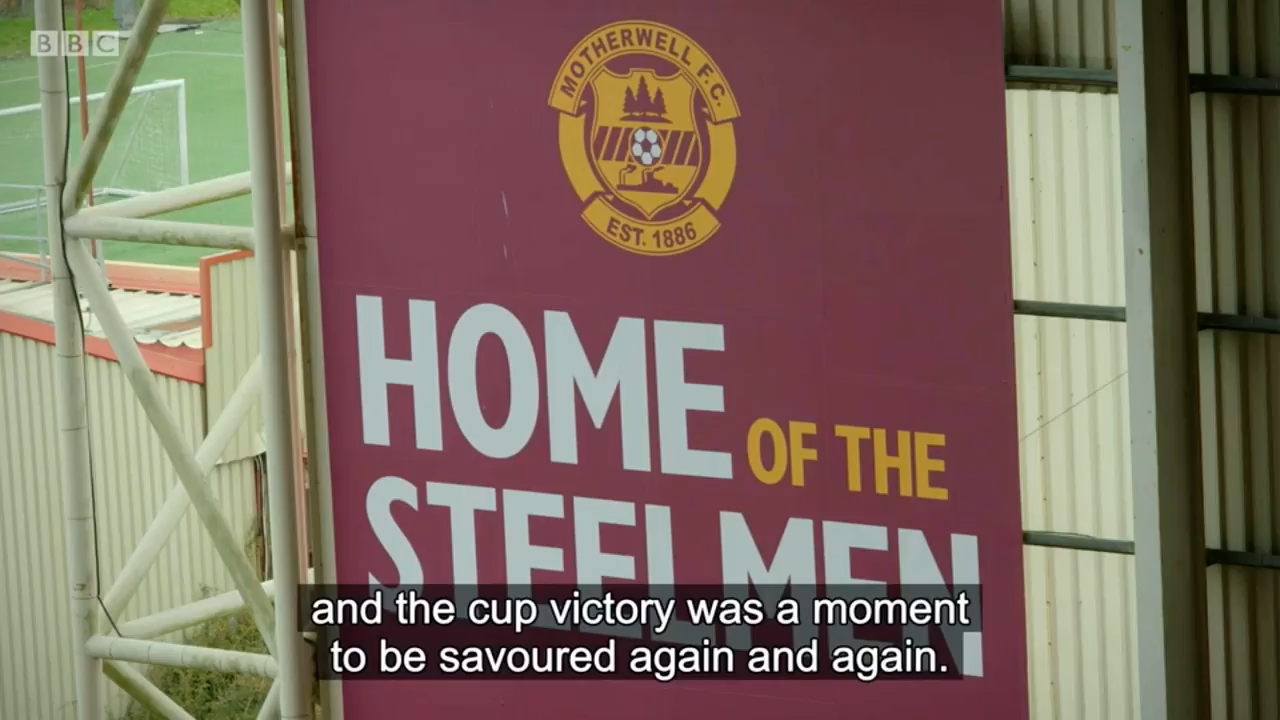 BBC
MOTHERWELL F.C.
EST. 1886
HOME
OF THE
STEELMEN
and the cup victory was a moment
to be savoured again and again.